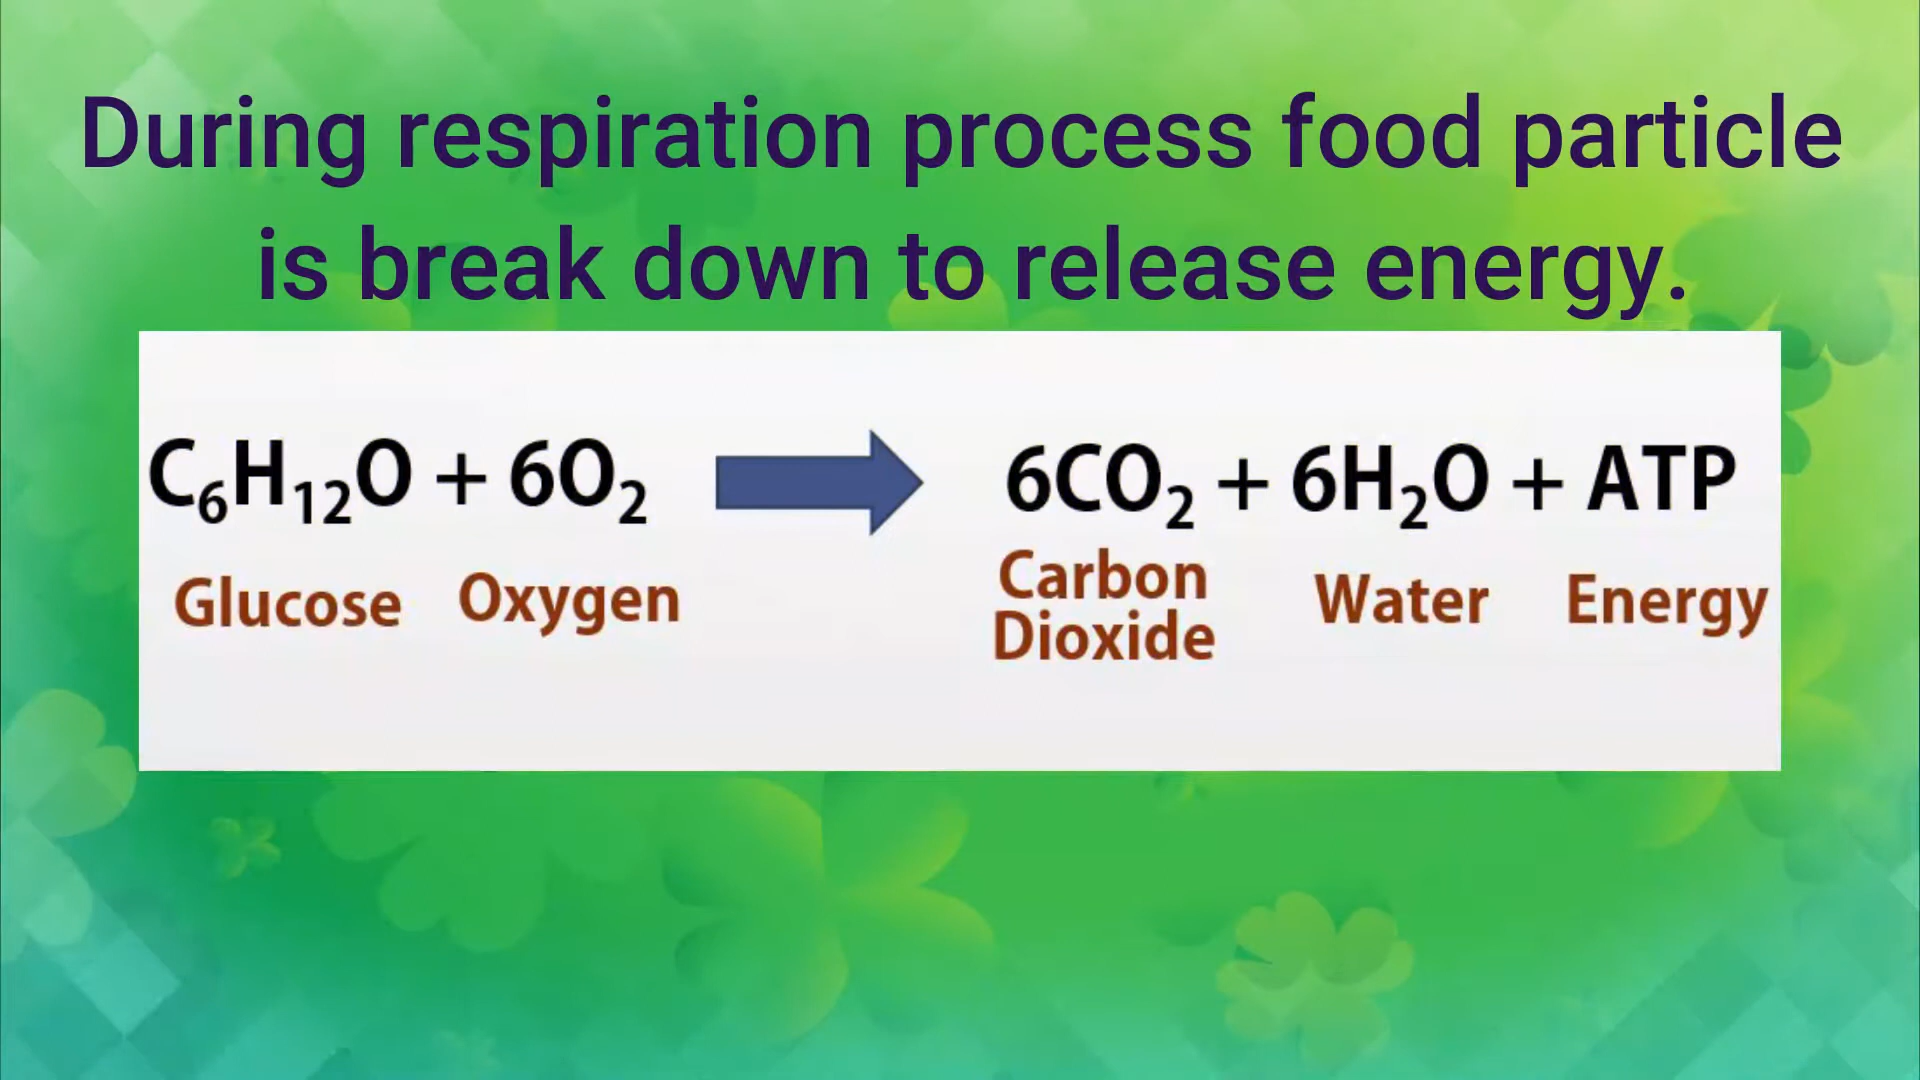 During respiration process food particle
is break down to release energy.
C₆H₁₂O + 6O₂ → 6CO₂ + 6H₂O + ATP
Glucose Oxygen Carbon Dioxide Water Energy